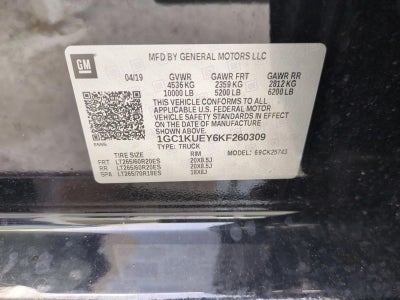 GM
MFD BY GENERAL MOTORS LLC
04/19 GVWR GAWR FRT GAWR RR
4536 KG 2359 KG 2812 KG
10000 LB 5200 LB 6200 LB
THIS VEHICLE CONFORMS TO ALL
APPLICABLE U.S. FEDERAL MOTOR
VEHICLE SAFETY STANDARDS IN
EFFECT ON THE DATE OF
MANUFACTURE SHOWN ABOVE.
1GC1KUEY6KF260309
TYPE: TRUCK MODEL:
RIM
FRT LT265/60R20ES 20X8.5J
RR LT265/60R20ES 20X8.5J
SPA LT265/70R18ES 18X8J